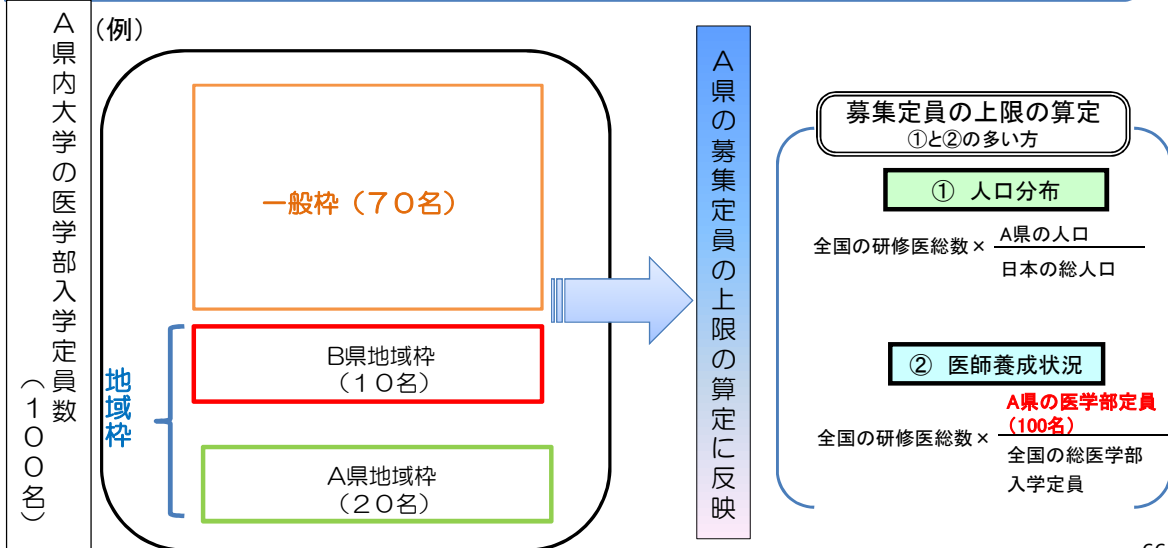 A県内大学の医学部入学定員数
(100名)
(例)
一般枠(70名)
地域枠
B県地域枠
(10名)
A県地域枠
(20名)
A県の募集定員の上限の算定に反映
募集定員の上限の算定
①と②の多い方
① 人口分布
全国の研修医総数×
A県の人口
日本の総人口
② 医師養成状況
全国の研修医総数×
A県の医学部定員
(100名)
全国の総医学部
入学定員